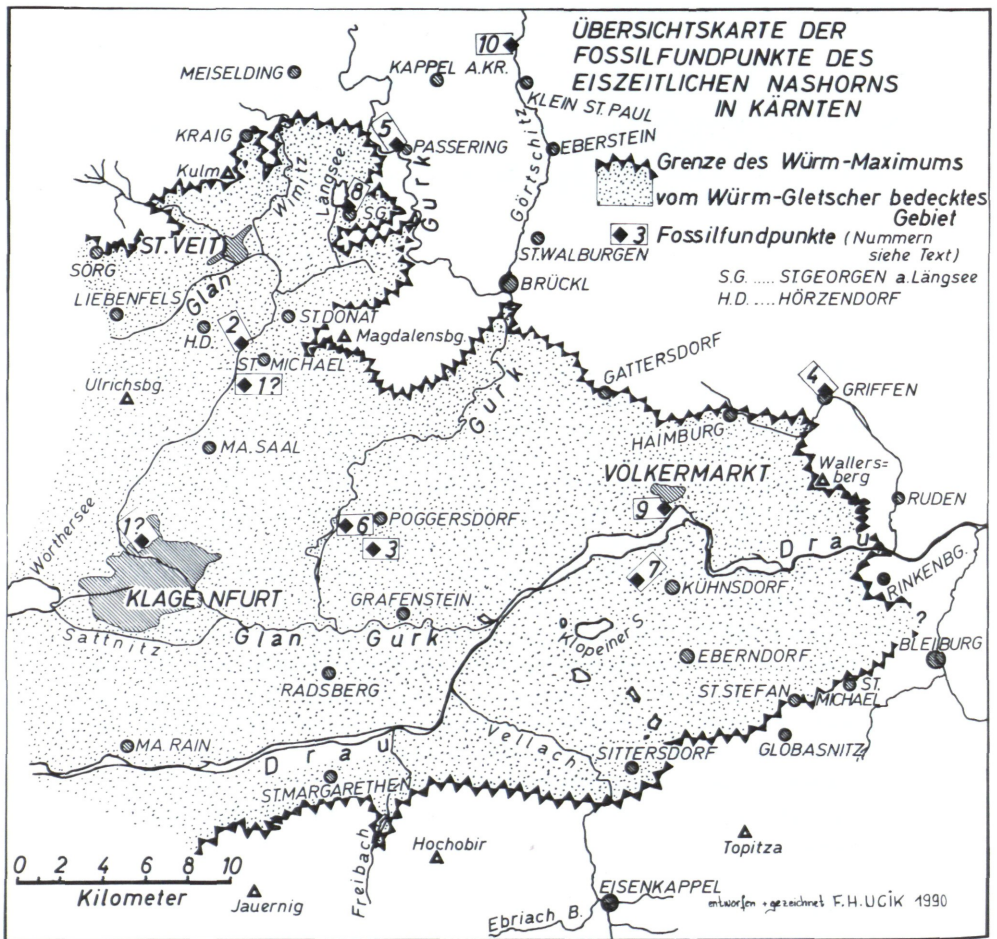 ÜBERSICHTSKARTE DER
FOSSILFUNDPUNKTE DES
EISZEITLICHEN NASHORNS
IN KÄRNTEN
Grenze des Würm-Maximums
vom Würm-Gletscher bedecktes
Gebiet
3 Fossilfundpunkte (Nummern
siehe Text)
S.G. .... ST.GEORGEN a.Längsee
H.D. .... HÖRZENDORF
10
MEISELDING
KAPPEL A.KR.
KLEIN ST. PAUL
KRAIG
5
PASSERING
EBERSTEIN
Kulm
Wimitz
Längsee
8
S.G.
Gurk
Görtschitz
ST. VEIT
SÖRG
ST.WALBURGEN
BRÜCKL
Glan
LIEBENFELS
ST.DONAT
H.D.
2
Magdalensbg.
ST. MICHAEL
1?
Ulrichsbg.
Gurk
GATTERSDORF
4
GRIFFEN
HAIMBURG
MA.SAAL
Wallers=
berg
VÖLKERMARKT
RUDEN
9
Wörthersee
1?
6
POGGERSDORF
3
Drau
7
KÜHNSDORF
RINKENBG.
KLAGENFURT
GRAFENSTEIN
Sattnitz
Glan
Gurk
Klopeiner S.
?
BLEIBURG
EBERNDORF
RADSBERG
ST.STEFAN
ST.
MICHAEL
MA.RAIN
Drau
Vellach
SITTERSDORF
GLOBASNITZ
ST.MARGARETHEN
Freibach
Hochobir
Topitza
0 2 4 6 8 10
Kilometer
Jauernig
EISENKAPPEL
Ebriach B.
entworfen + gezeichnet F.H.UCIK 1990